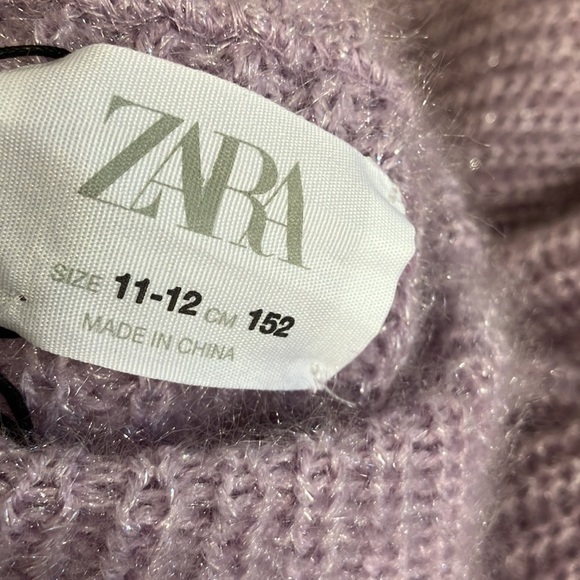 ZARA
SIZE 11-12 CM 152
MADE IN CHINA